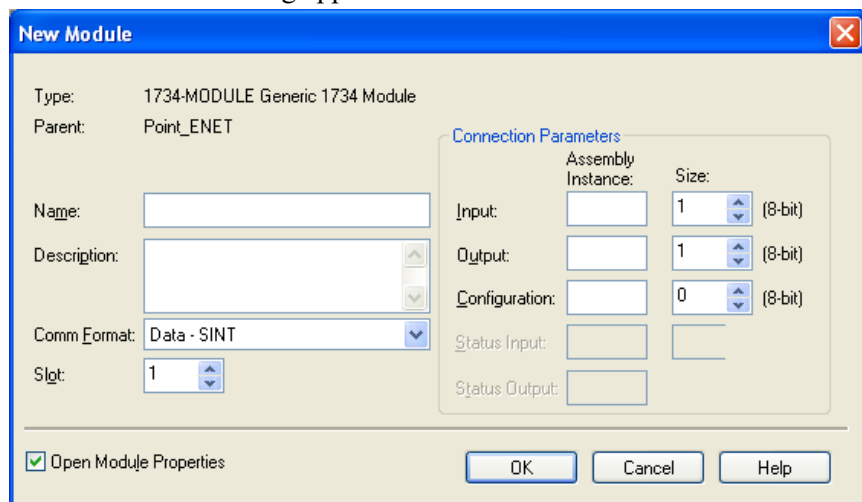 New Module
Type: 1734-MODULE Generic 1734 Module
Parent: Point_ENET
Connection Parameters
Assembly
Instance: Size:
Name: Input: 1 (8-bit)
Description: Output: 1 (8-bit)
Configuration: 0 (8-bit)
Comm Format: Data - SINT Status Input:
Slot: 1 Status Output:
Open Module Properties OK Cancel Help